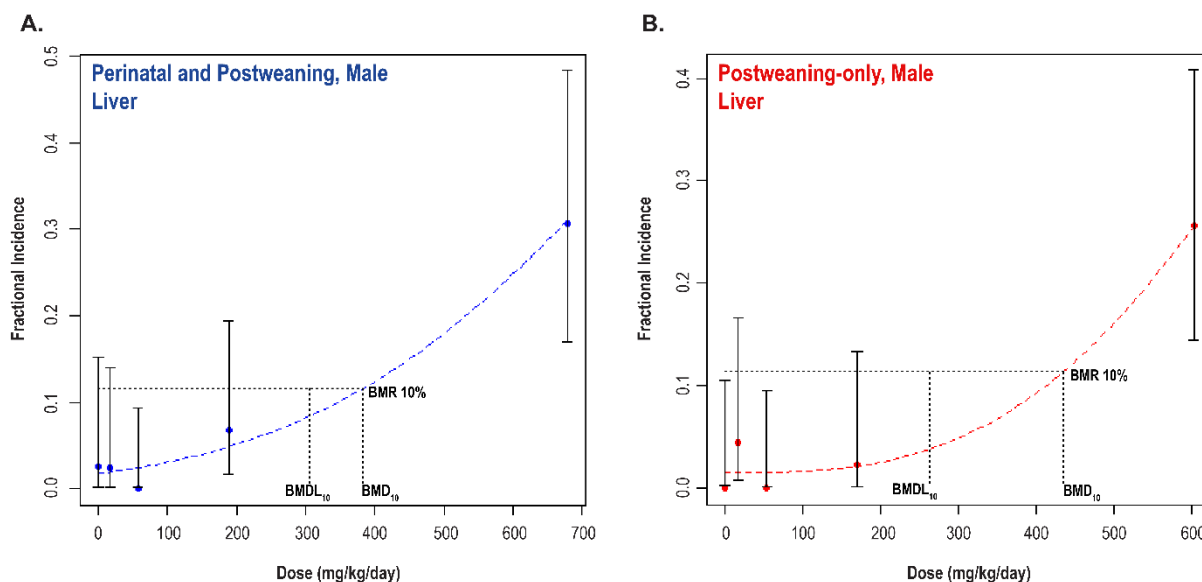 A.
Perinatal and Postweaning, Male
Liver
Fractional Incidence
0.5
0.4
0.3
0.2
0.1
0.0
BMR 10%
BMDL10
BMD10
0
100
200
300
400
500
600
700
Dose (mg/kg/day)
B.
Postweaning-only, Male
Liver
Fractional Incidence
0.4
0.3
0.2
0.1
0.0
BMR 10%
BMDL10
BMD10
0
100
200
300
400
500
600
Dose (mg/kg/day)